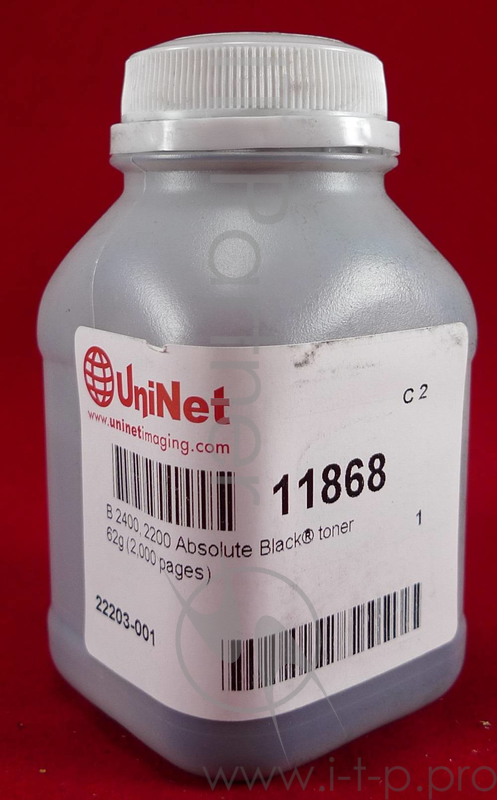 UniNet
www.uninetimaging.com
C 2
11868
B 2400, 2200 Absolute Black® toner
62g (2,000 pages)
1
22203-001
Partner
www.i-t-p.pro